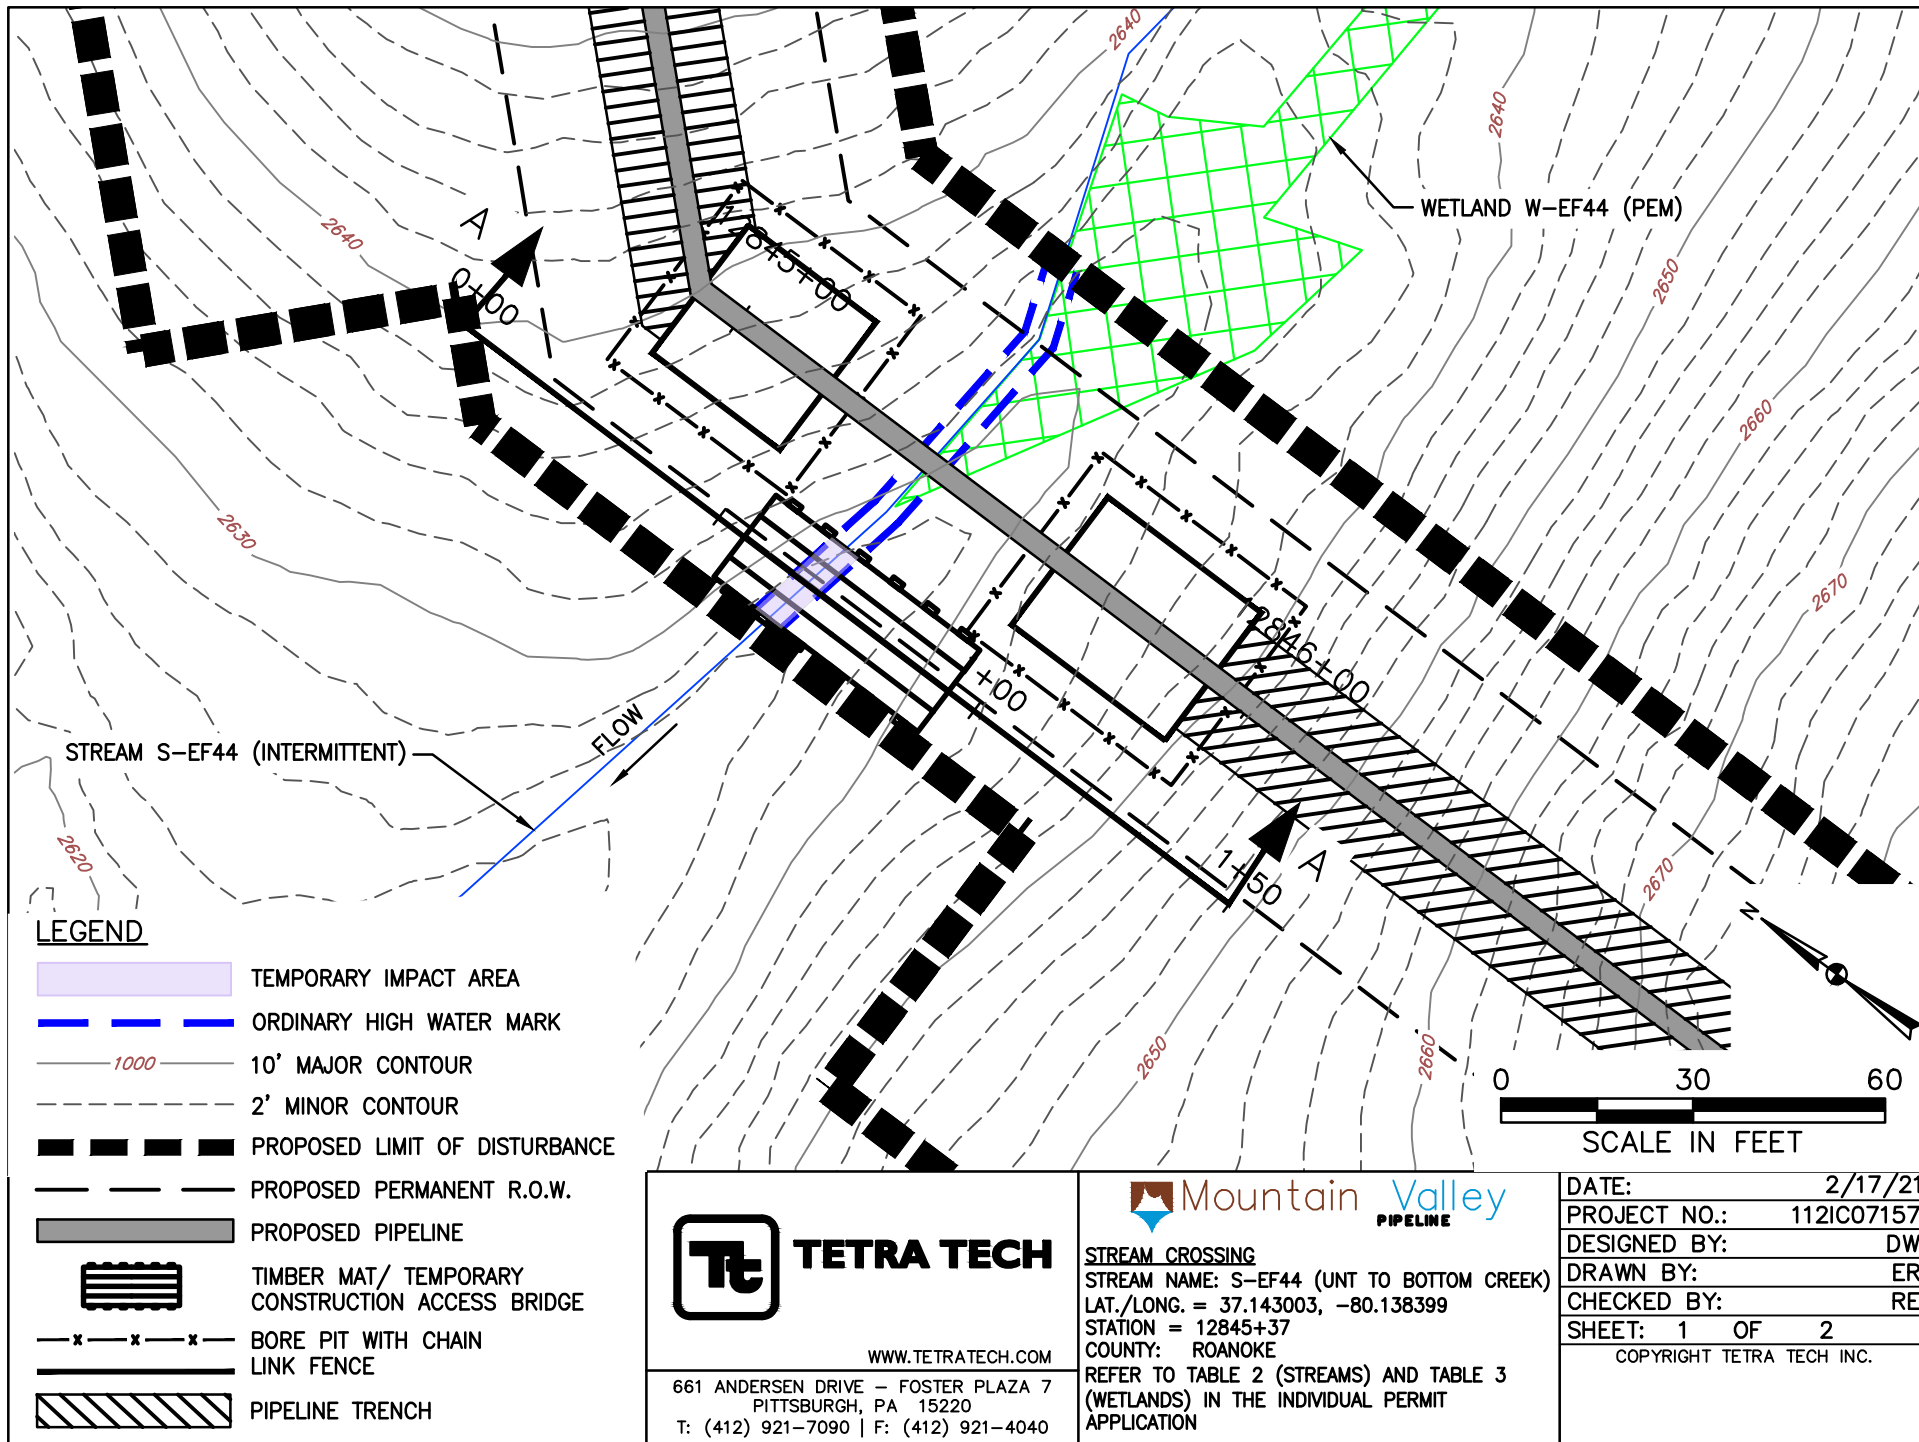 2640
2640
WETLAND W-EF44 (PEM)
A
2640
0+00
12845+00
2650
2660
2630
2670
12846+00
+00
FLOW
STREAM S-EF44 (INTERMITTENT)
2620
1+50
A
2670
N
2650
2660
0 30 60
SCALE IN FEET
LEGEND
TEMPORARY IMPACT AREA
ORDINARY HIGH WATER MARK
1000
10' MAJOR CONTOUR
2' MINOR CONTOUR
PROPOSED LIMIT OF DISTURBANCE
PROPOSED PERMANENT R.O.W.
PROPOSED PIPELINE
TIMBER MAT/ TEMPORARY
CONSTRUCTION ACCESS BRIDGE
BORE PIT WITH CHAIN
LINK FENCE
PIPELINE TRENCH
Tt TETRA TECH
WWW.TETRATECH.COM
661 ANDERSEN DRIVE – FOSTER PLAZA 7
PITTSBURGH, PA 15220
T: (412) 921-7090 | F: (412) 921-4040
Mountain Valley
PIPELINE
STREAM CROSSING
STREAM NAME: S-EF44 (UNT TO BOTTOM CREEK)
LAT./LONG. = 37.143003, -80.138399
STATION = 12845+37
COUNTY: ROANOKE
REFER TO TABLE 2 (STREAMS) AND TABLE 3
(WETLANDS) IN THE INDIVIDUAL PERMIT
APPLICATION
DATE: 2/17/21
PROJECT NO.: 112IC07157
DESIGNED BY: DW
DRAWN BY: ER
CHECKED BY: RE
SHEET: 1 OF 2
COPYRIGHT TETRA TECH INC.